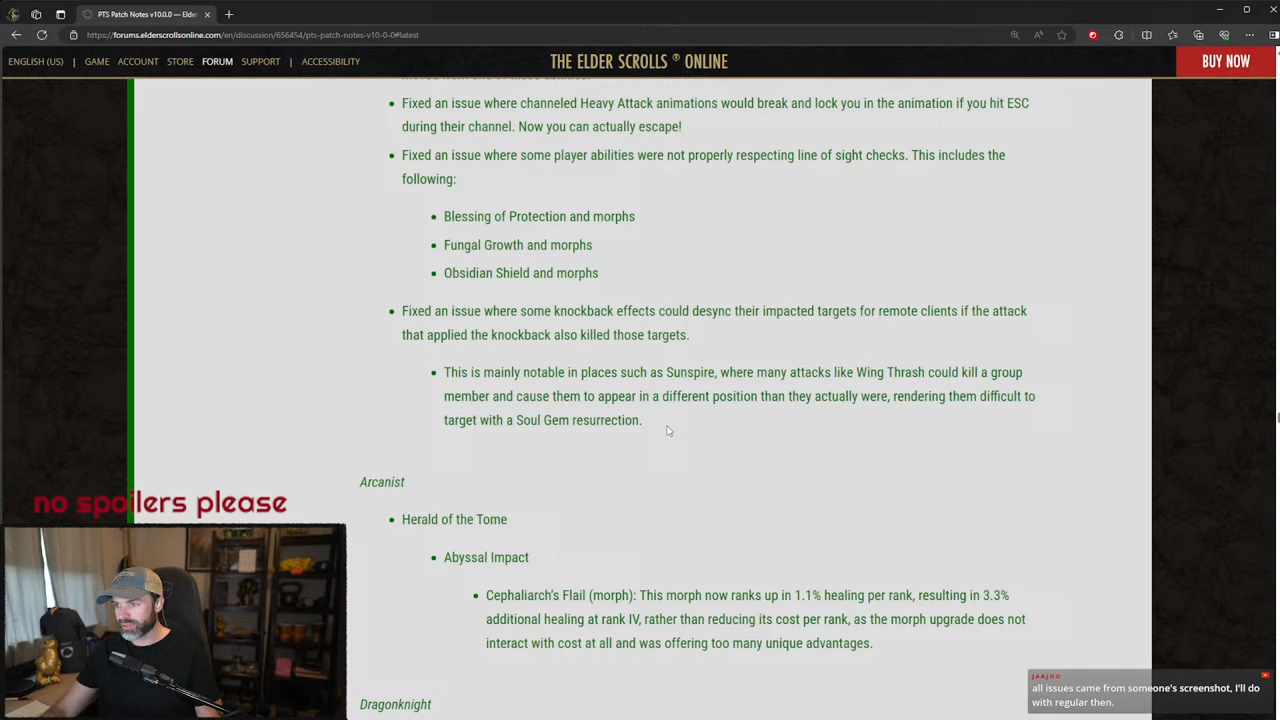 PTS Patch Notes v10.0.0 — Elder
https://forums.elderscrollsonline.com/en/discussion/656454/pts-patch-notes-v10-0-0#latest
ENGLISH (US) | GAME ACCOUNT STORE FORUM SUPPORT | ACCESSIBILITY THE ELDER SCROLLS ® ONLINE BUY NOW
• Fixed an issue where channeled Heavy Attack animations would break and lock you in the animation if you hit ESC
during their channel. Now you can actually escape!
• Fixed an issue where some player abilities were not properly respecting line of sight checks. This includes the
following:
• Blessing of Protection and morphs
• Fungal Growth and morphs
• Obsidian Shield and morphs
• Fixed an issue where some knockback effects could desync their impacted targets for remote clients if the attack
that applied the knockback also killed those targets.
• This is mainly notable in places such as Sunspire, where many attacks like Wing Thrash could kill a group
member and cause them to appear in a different position than they actually were, rendering them difficult to
target with a Soul Gem resurrection.
Arcanist
no spoilers please
• Herald of the Tome
• Abyssal Impact
• Cephaliarch's Flail (morph): This morph now ranks up in 1.1% healing per rank, resulting in 3.3%
additional healing at rank IV, rather than reducing its cost per rank, as the morph upgrade does not
interact with cost at all and was offering too many unique advantages.
Dragonknight
JAAJOO
all issues came from someone's screenshot, I'll do
with regular then.